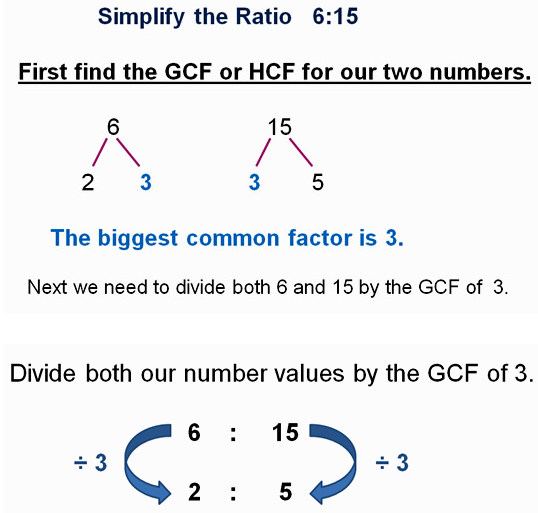 Simplify the Ratio 6:15
First find the GCF or HCF for our two numbers.
6 15
2 3 3 5
The biggest common factor is 3.
Next we need to divide both 6 and 15 by the GCF of 3.
Divide both our number values by the GCF of 3.
6 : 15
÷ 3 ÷ 3
2 : 5